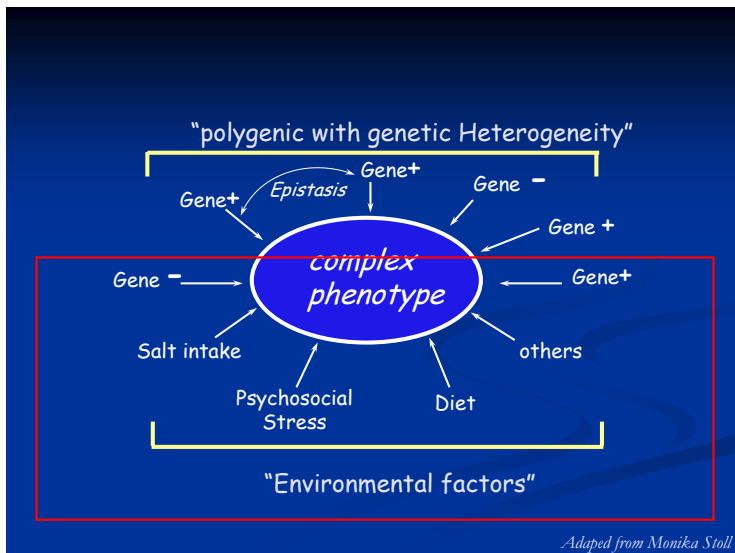 “polygenic with genetic Heterogeneity”
Gene+
Epistasis
Gene+
Gene -
Gene +
Gene -
complex
phenotype
Gene+
Salt intake
others
Psychosocial
Stress
Diet
“Environmental factors”
Adaped from Monika Stoll